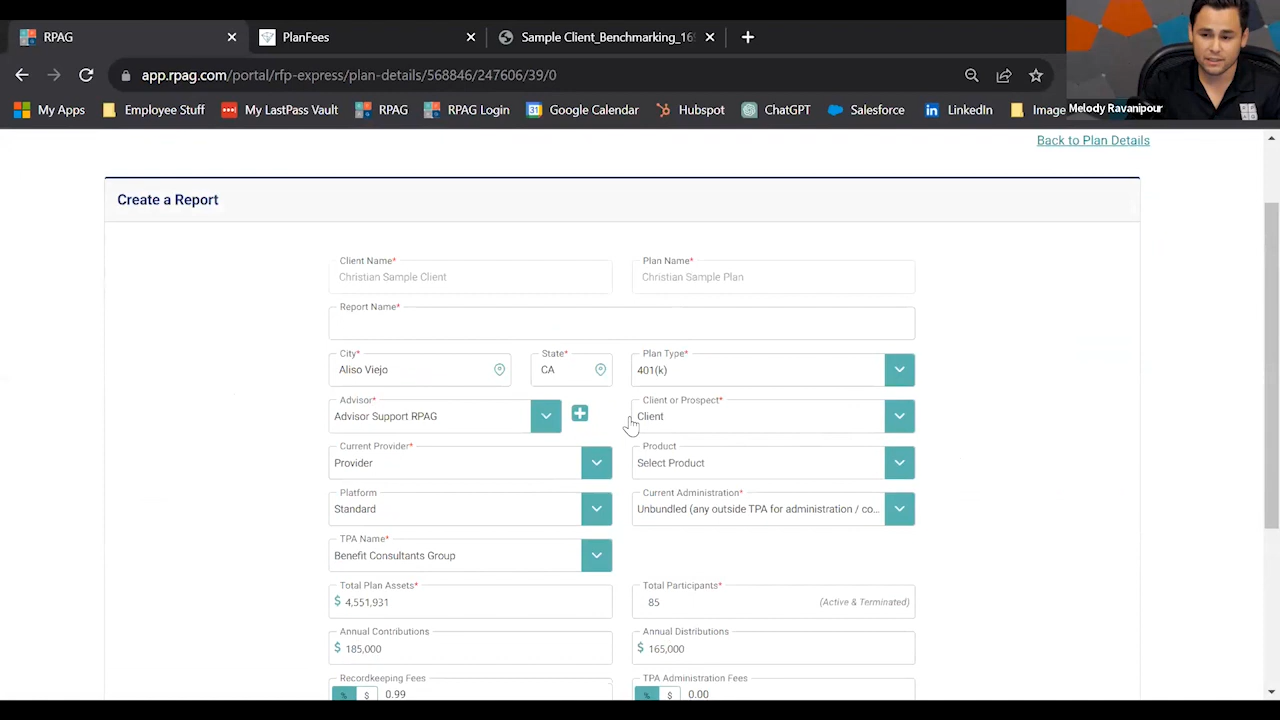 RPAG
PlanFees
Sample Client_Benchmarking_16
app.rpag.com/portal/rfp-express/plan-details/568846/247606/39/0
My Apps Employee Stuff My LastPass Vault RPAG RPAG Login Google Calendar Hubspot ChatGPT Salesforce LinkedIn Image
Melody Ravanipour
Back to Plan Details
Create a Report
Client Name* Plan Name*
Christian Sample Client Christian Sample Plan
Report Name*
City* State* Plan Type*
Aliso Viejo CA 401(k)
Advisor* Client or Prospect*
Advisor Support RPAG Client
Current Provider* Product
Provider Select Product
Platform Current Administration*
Standard Unbundled (any outside TPA for administration / co...
TPA Name*
Benefit Consultants Group
Total Plan Assets* Total Participants*
$ 4,551,931 85 (Active & Terminated)
Annual Contributions Annual Distributions
$ 185,000 $ 165,000
Recordkeeping Fees TPA Administration Fees
% $ 0.99 % $ 0.00